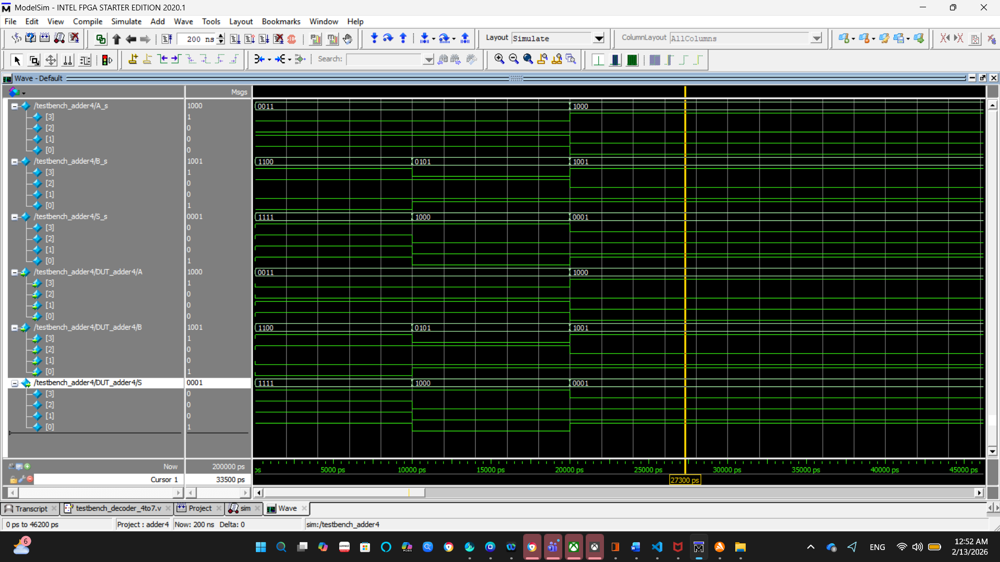 ModelSim - INTEL FPGA STARTER EDITION 2020.1
File Edit View Compile Simulate Add Wave Tools Layout Bookmarks Window Help
200 ns
Layout Simulate
ColumnLayout AllColumns
Search:
Wave - Default
Msgs
/testbench_adder4/A_s 1000 0011 1000
[3] 1
[2] 0
[1] 0
[0] 0
/testbench_adder4/B_s 1001 1100 0101 1001
[3] 1
[2] 0
[1] 0
[0] 1
/testbench_adder4/S_s 0001 1111 1000 0001
[3] 0
[2] 0
[1] 0
[0] 1
/testbench_adder4/DUT_adder4/A 1000 0011 1000
[3] 1
[2] 0
[1] 0
[0] 0
/testbench_adder4/DUT_adder4/B 1001 1100 0101 1001
[3] 1
[2] 0
[1] 0
[0] 1
/testbench_adder4/DUT_adder4/S 0001 1111 1000 0001
[3] 0
[2] 0
[1] 0
[0] 1
Now 200000 ps ps 5000 ps 10000 ps 15000 ps 20000 ps 25000 ps 30000 ps 35000 ps 40000 ps 45000 ps
Cursor 1 33500 ps 27300 ps
Transcript testbench_decoder_4to7.v Project sim Wave
0 ps to 46200 ps Project : adder4 Now: 200 ns Delta: 0 sim:/testbench_adder4
6
M365
ENG
12:52 AM
2/13/2026